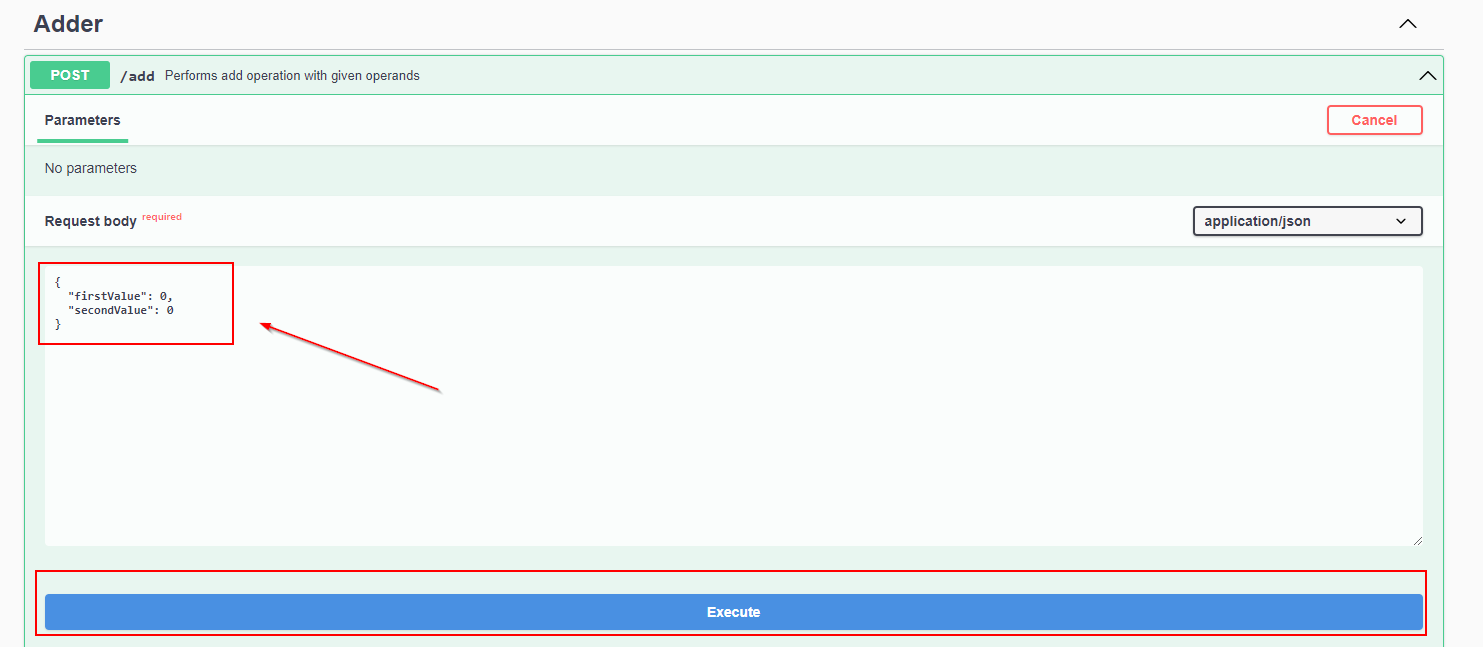 Adder
POST /add Performs add operation with given operands
Parameters Cancel
No parameters
Request body required application/json
{
"firstValue": 0,
"secondValue": 0
}
Execute